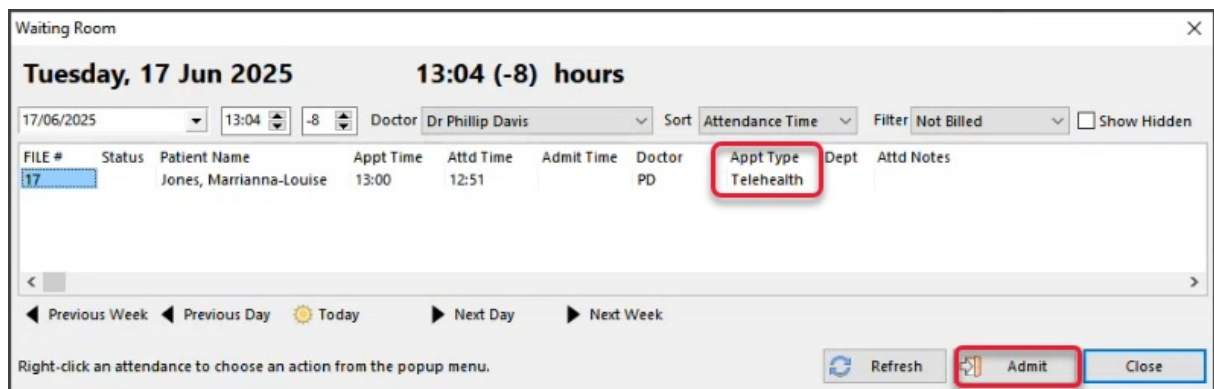 Waiting Room
Tuesday, 17 Jun 2025 13:04 (-8) hours
17/06/2025 13:04 -8 Doctor Dr Phillip Davis Sort Attendance Time Filter Not Billed Show Hidden
FILE # Status Patient Name Appt Time Attd Time Admit Time Doctor Appt Type Dept Attd Notes
17 Jones, Marrianna-Louise 13:00 12:51 PD Telehealth
Previous Week Previous Day Today Next Day Next Week
Right-click an attendance to choose an action from the popup menu. Refresh Admit Close